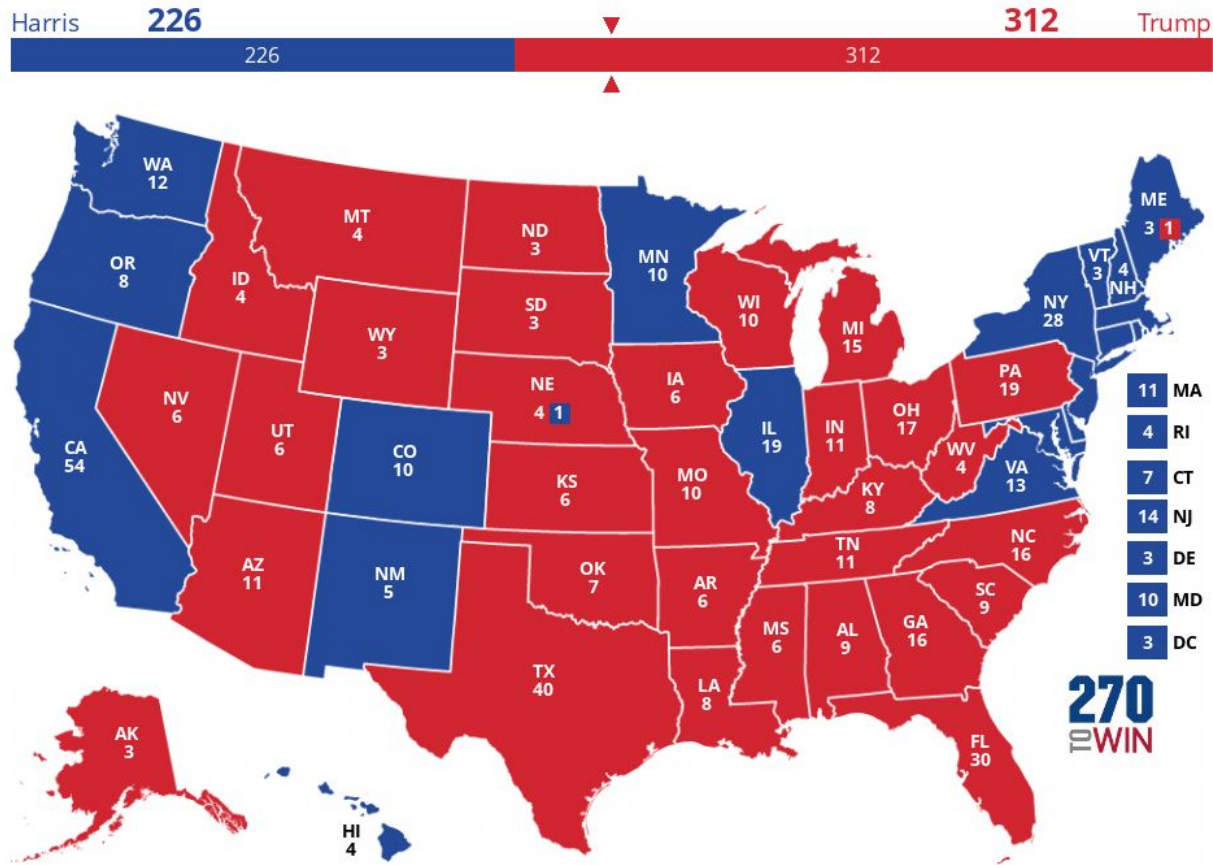 Harris 226 312 Trump
226 312
WA
12
OR
8
CA
54
NV
6
ID
4
MT
4
WY
3
UT
6
AZ
11
CO
10
NM
5
ND
3
SD
3
NE
4 1
KS
6
OK
7
TX
40
MN
10
IA
6
MO
10
AR
6
LA
8
WI
10
IL
19
MI
15
IN
11
OH
17
KY
8
TN
11
MS
6
AL
9
GA
16
FL
30
SC
9
NC
16
VA
13
WV
4
PA
19
NY
28
VT
3
4
NH
ME
3 1
11 MA
4 RI
7 CT
14 NJ
3 DE
10 MD
3 DC
AK
3
HI
4
270
TO WIN